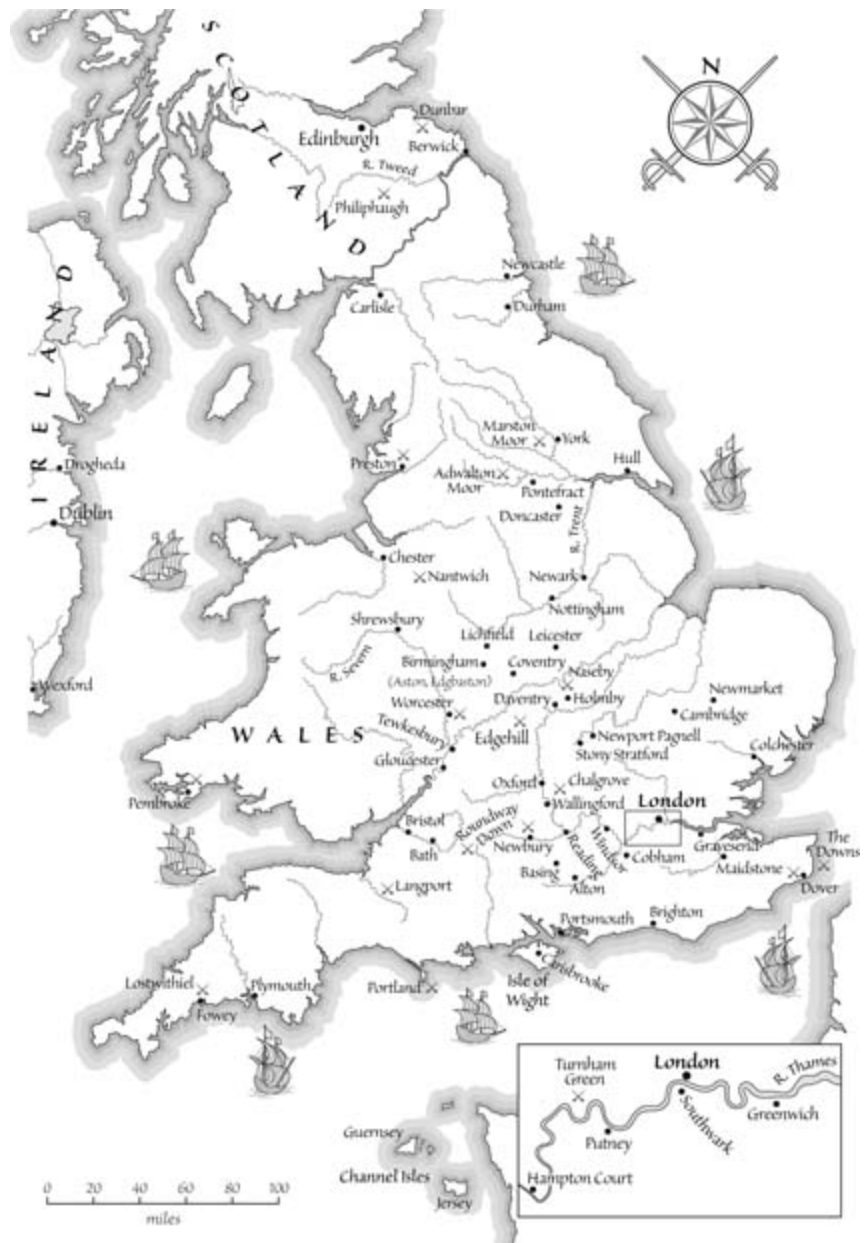 SCOTLAND
N
Dunbar
Edinburgh
Berwick
R. Tweed
Philiphaugh
IRELAND
Newcastle
Carlisle
Durham
Marston
Moor
York
Preston
Hull
Drogheda
Adwalton
Moor
Pontefract
Dublin
Doncaster
R. Trent
Chester
Nantwich
Newark
Nottingham
Shrewsbury
Lichfield
Leicester
R. Severn
Birmingham
(Aston, Edgbaston)
Coventry
Naseby
Wexford
Worcester
Daventry
Holmby
Newmarket
Cambridge
WALES
Tewkesbury
Edgehill
Newport Pagnell
Stony Stratford
Colchester
Gloucester
Oxford
Chalgrove
Pembroke
Wallingford
London
Bristol
Roundway
Down
Bath
Newbury
Reading
Windsor
Gravesend
The
Downs
Cobham
Maidstone
Basing
Alton
Dover
Langport
Portsmouth
Brighton
Carisbrooke
Isle of
Wight
Lostwithiel
Plymouth
Portland
Fowey
Turnham
Green
London
R. Thames
Southwark
Greenwich
Putney
Hampton Court
Guernsey
Channel Isles
Jersey
0 20 40 60 80 100
miles